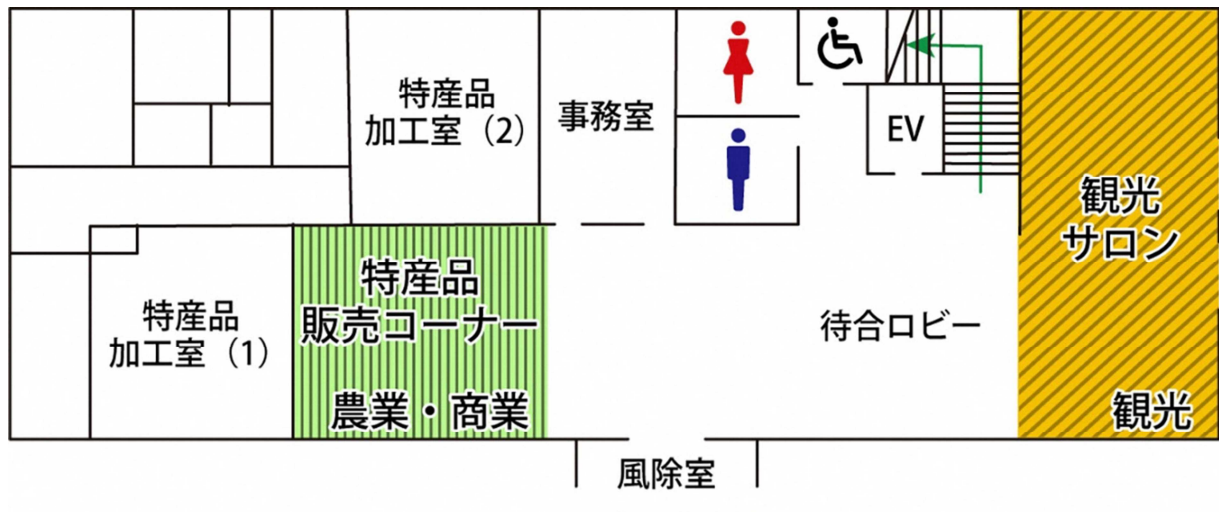 特産品
加工室（2）
事務室
EV
観光
サロン
特産品
加工室（1）
特産品
販売コーナー
農業・商業
待合ロビー
観光
風除室